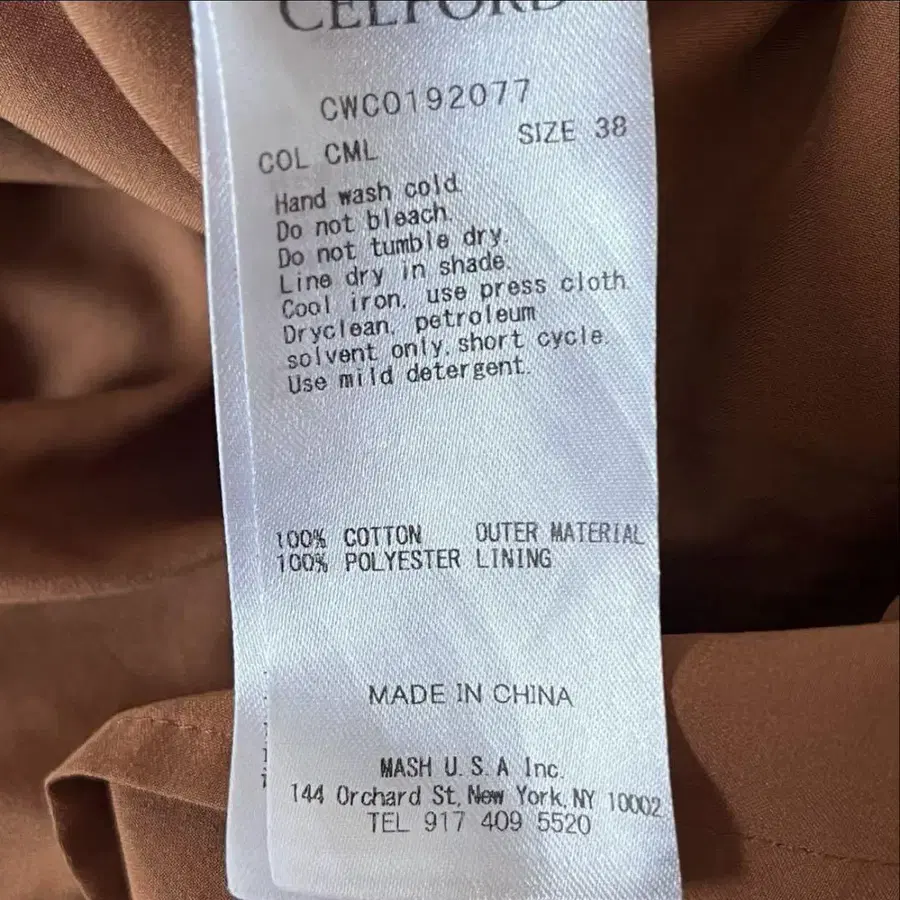 CELFORD
CWCO192077
COL CML
SIZE 38
Hand wash cold.
Do not bleach.
Do not tumble dry.
Line dry in shade.
Cool iron, use press cloth.
Dryclean, petroleum
solvent only, short cycle.
Use mild detergent.
100% COTTON OUTER MATERIAL
100% POLYESTER LINING
MADE IN CHINA
MASH U.S.A Inc.
144 Orchard St, New York, NY 10002
TEL 917 409 5520